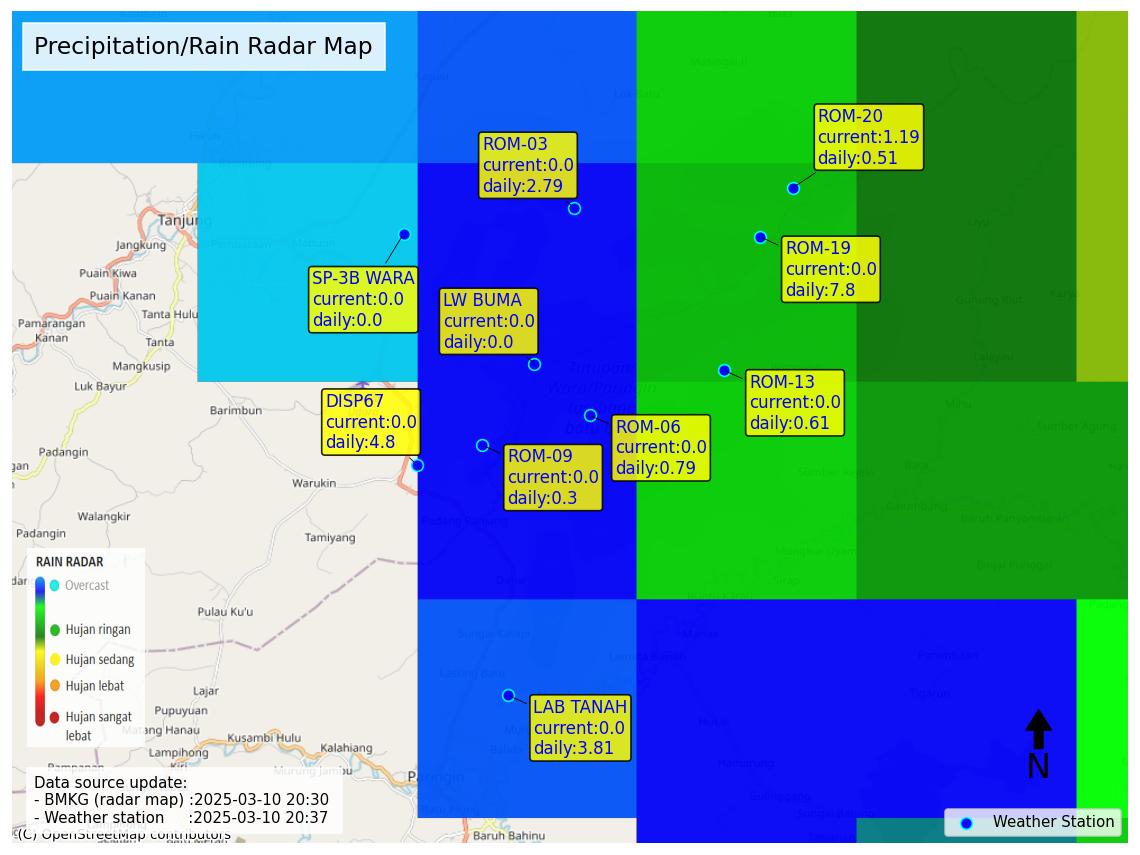 Precipitation/Rain Radar Map
ROM-20
current:1.19
daily:0.51
ROM-03
current:0.0
daily:2.79
ROM-19
current:0.0
daily:7.8
SP-3B WARA
current:0.0
daily:0.0
LW BUMA
current:0.0
daily:0.0
ROM-13
current:0.0
daily:0.61
DISP67
current:0.0
daily:4.8
ROM-06
current:0.0
daily:0.79
ROM-09
current:0.0
daily:0.3
LAB TANAH
current:0.0
daily:3.81
Tanjung
Jangkung
Puain Kiwa
Puain Kanan
Tanta Hulu
Pamarangan
Kanan
Tanta
Mangkusip
Luk Bayur
Barimbun
Padangin
Warukin
Walangkir
Padangin
Tamiyang
Pulau Ku'u
Lajar
Pupuyuan
Matang Hanau
Lampihong
Kusambi Hulu
Kalahiang
Murung Jambu
Paringin
Baruh Bahinu
RAIN RADAR
Overcast
Hujan ringan
Hujan sedang
Hujan lebat
Hujan sangat
lebat
Data source update:
- BMKG (radar map) :2025-03-10 20:30
- Weather station :2025-03-10 20:37
(C) OpenStreetMap contributors
N
Weather Station